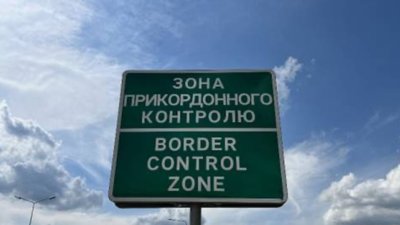 ЗОНА
ПРИКОРДОННОГО
КОНТРОЛЮ
BORDER
CONTROL
ZONE